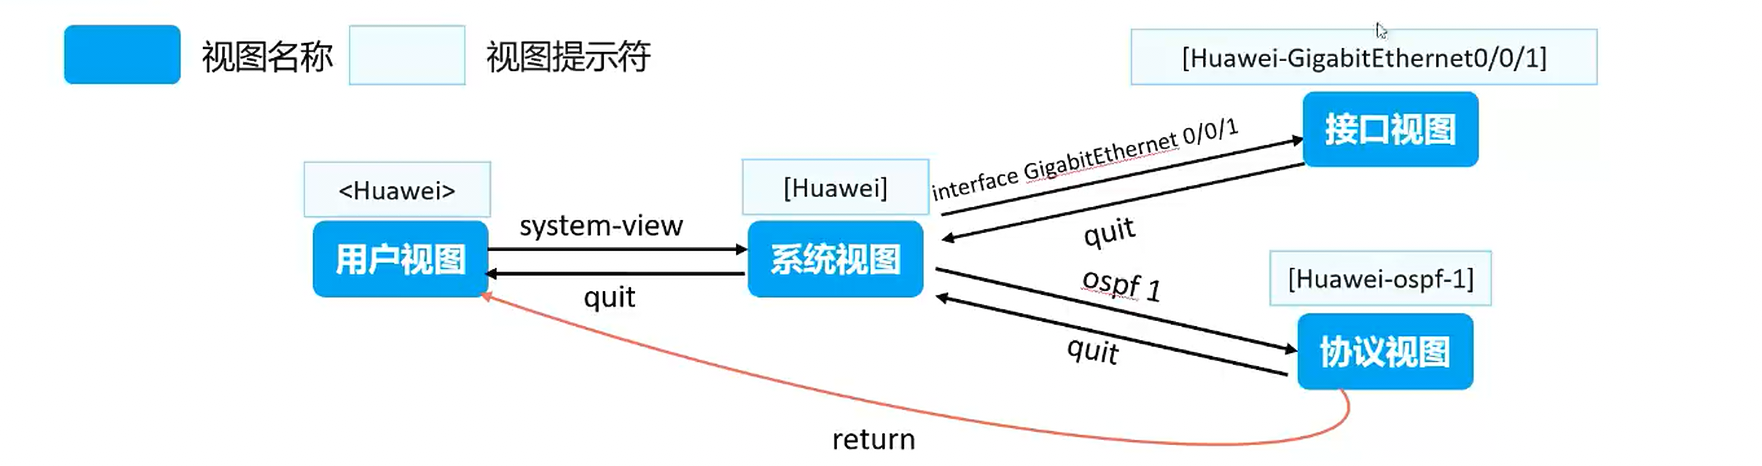 视图名称
视图提示符
[Huawei-GigabitEthernet0/0/1]
接口视图
interface GigabitEthernet 0/0/1
<Huawei>
system-view
[Huawei]
用户视图
系统视图
quit
quit
ospf 1
[Huawei-ospf-1]
quit
协议视图
return